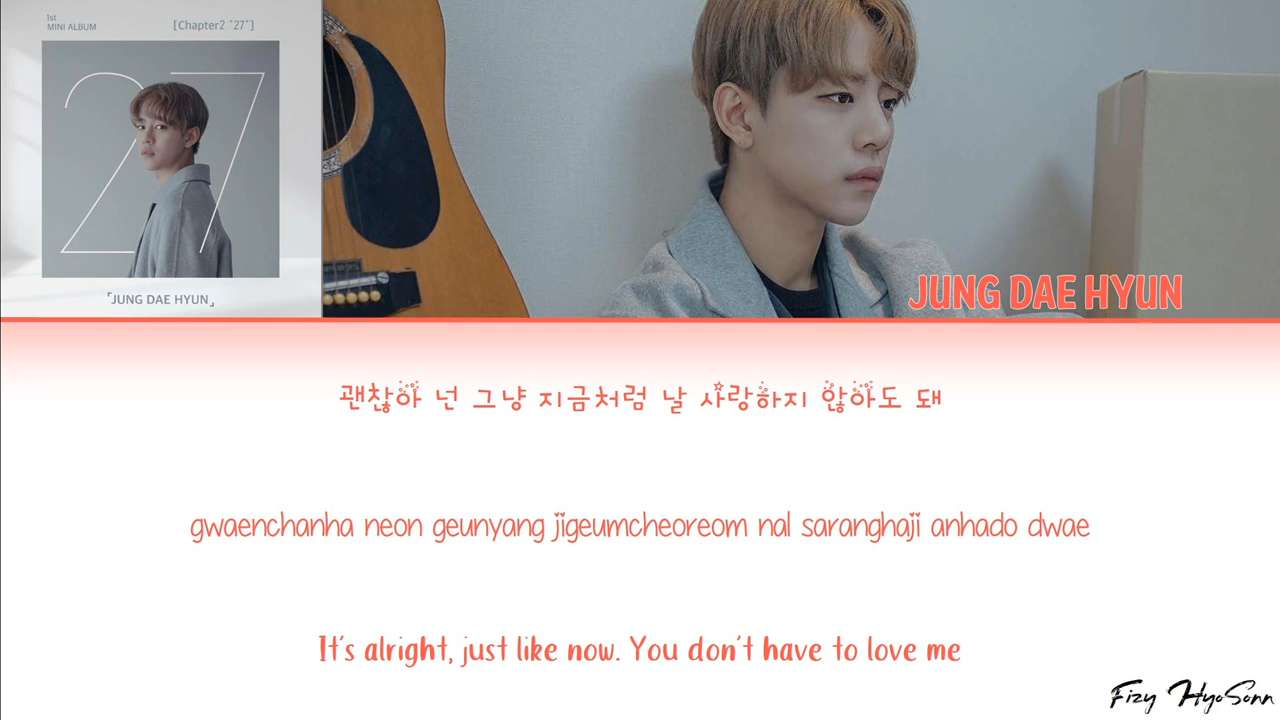 1st
MINI ALBUM
[Chapter2 "27"]
27
「JUNG DAE HYUN」
JUNG DAE HYUN
괜찮아 넌 그냥 지금처럼 날 사랑하지 않아도 돼
gwaenchanha neon geunyang jigeumcheoreom nal saranghaji anhado dwae
It's alright, just like now. You don't have to love me
Fizy HyoSonn